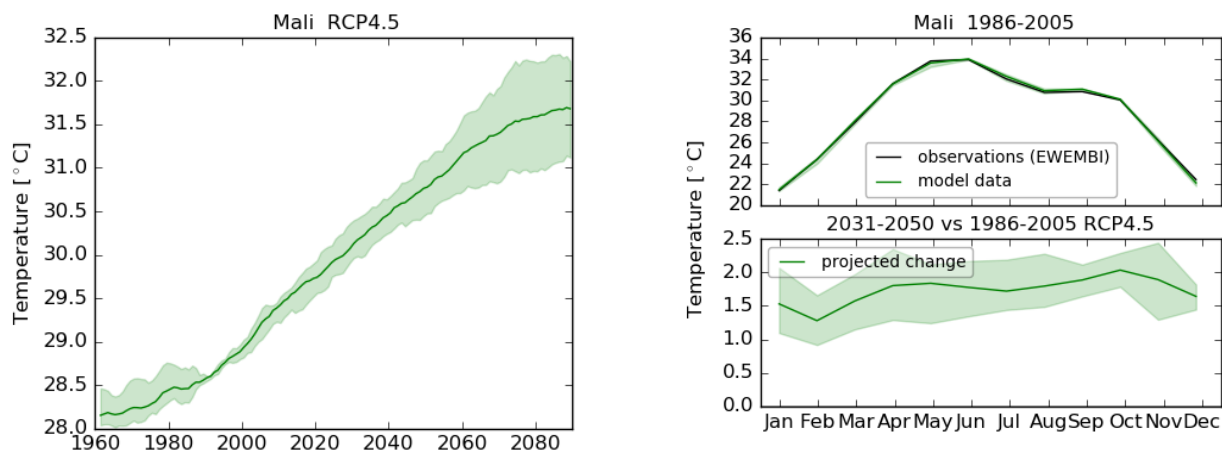 Mali RCP4.5
Temperature [°C]
32.5
32.0
31.5
31.0
30.5
30.0
29.5
29.0
28.5
28.0
1960 1980 2000 2020 2040 2060 2080
Mali 1986-2005
Temperature [°C]
36
34
32
30
28
26
24
22
20
observations (EWEMBI)
model data
2031-2050 vs 1986-2005 RCP4.5
2.5
2.0
1.5
1.0
0.5
0.0
projected change
Jan Feb Mar Apr May Jun Jul Aug Sep Oct Nov Dec